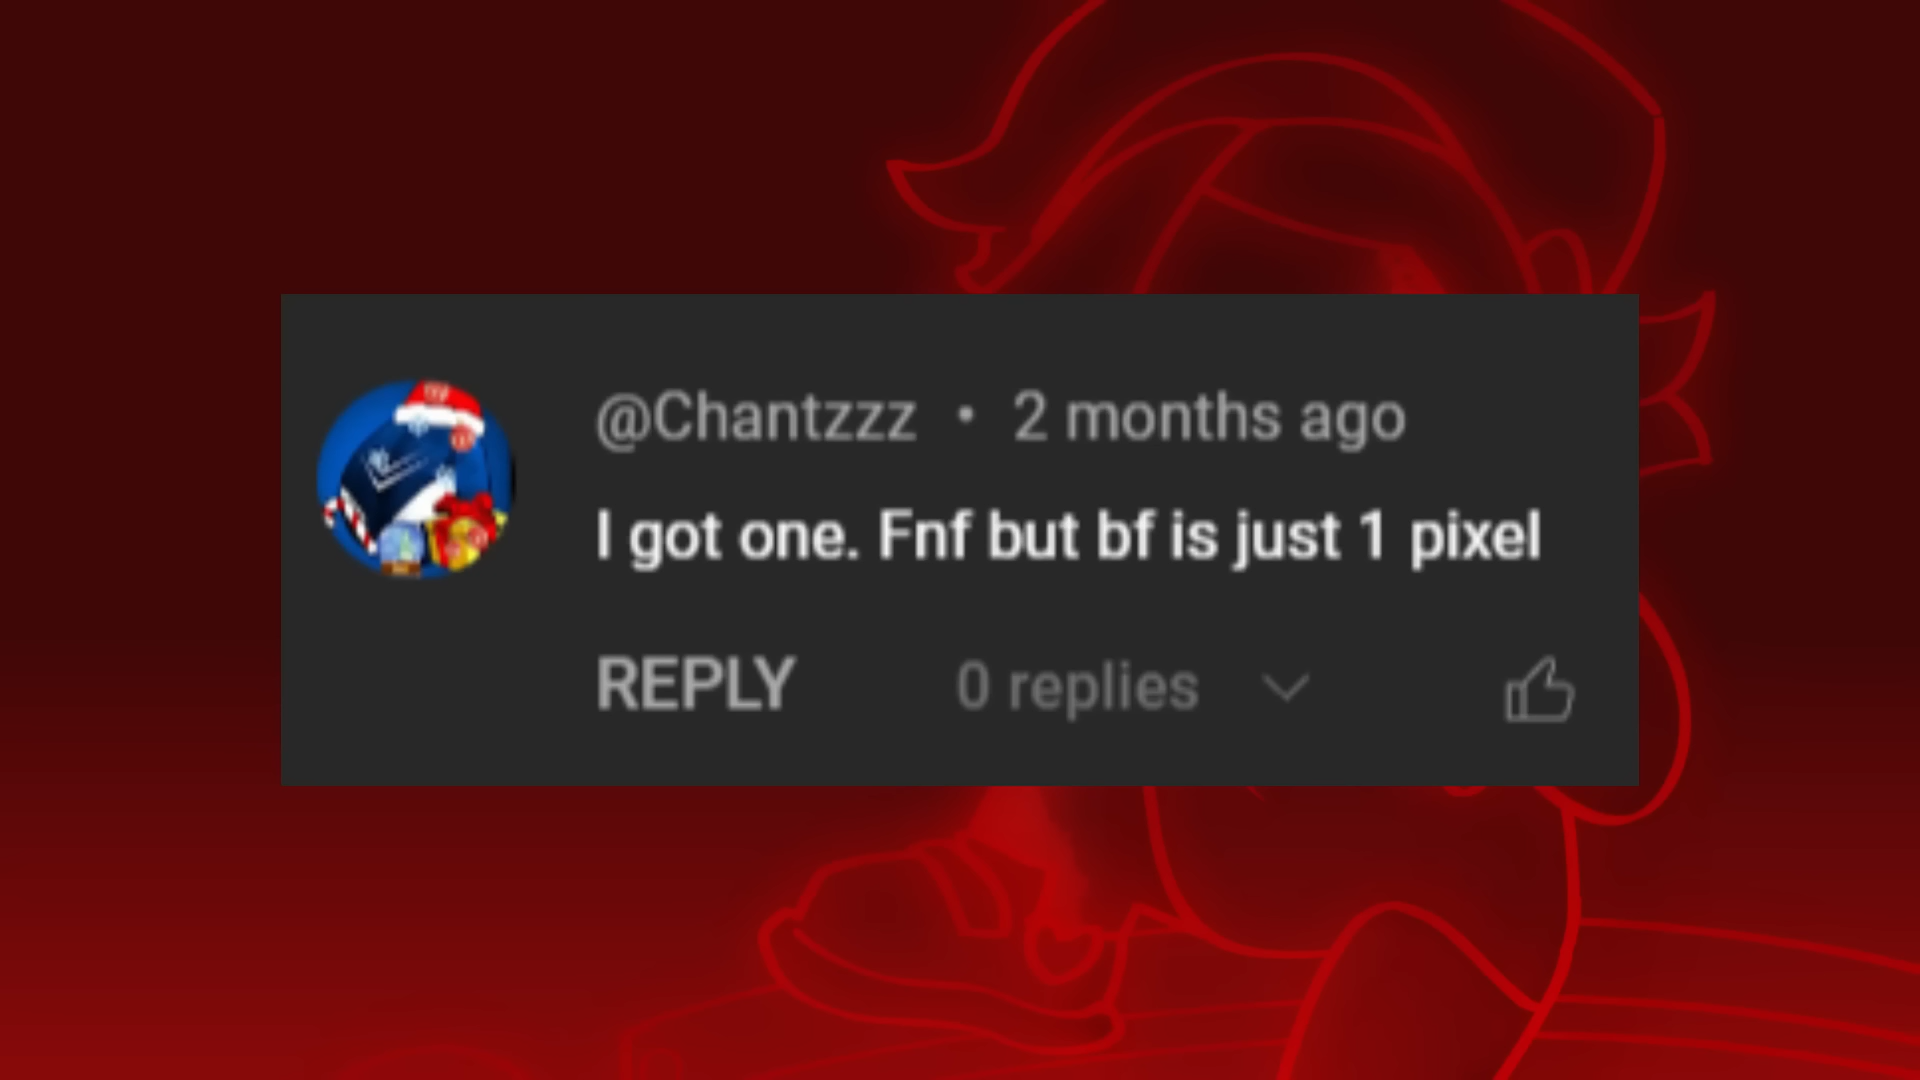 @Chantzzz • 2 months ago
I got one. Fnf but bf is just 1 pixel
REPLY 0 replies